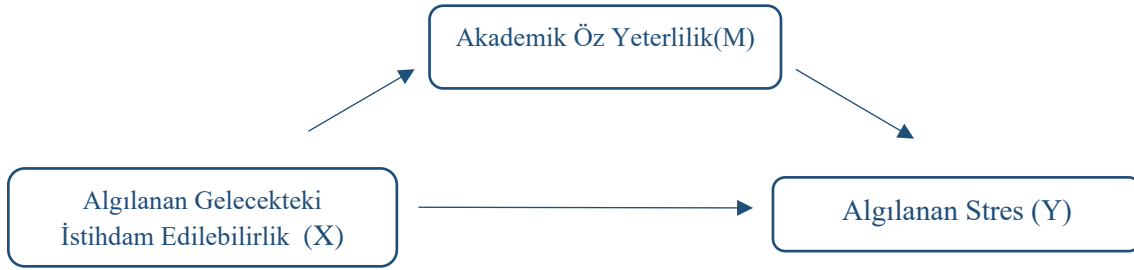 Akademik Öz Yeterlilik(M)
Algılanan Gelecekteki
İstihdam Edilebilirlik (X)
Algılanan Stres (Y)